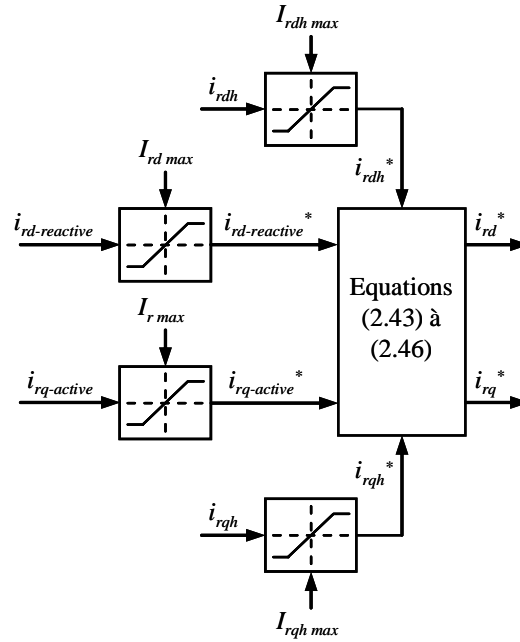 I_rdh max
i_rdh
i_rdh*
I_rd max
i_rd-reactive
i_rd-reactive*
i_rd*
Equations
(2.43) à
(2.46)
I_r max
i_rq-active
i_rq-active*
i_rq*
i_rqh*
i_rqh
I_rqh max